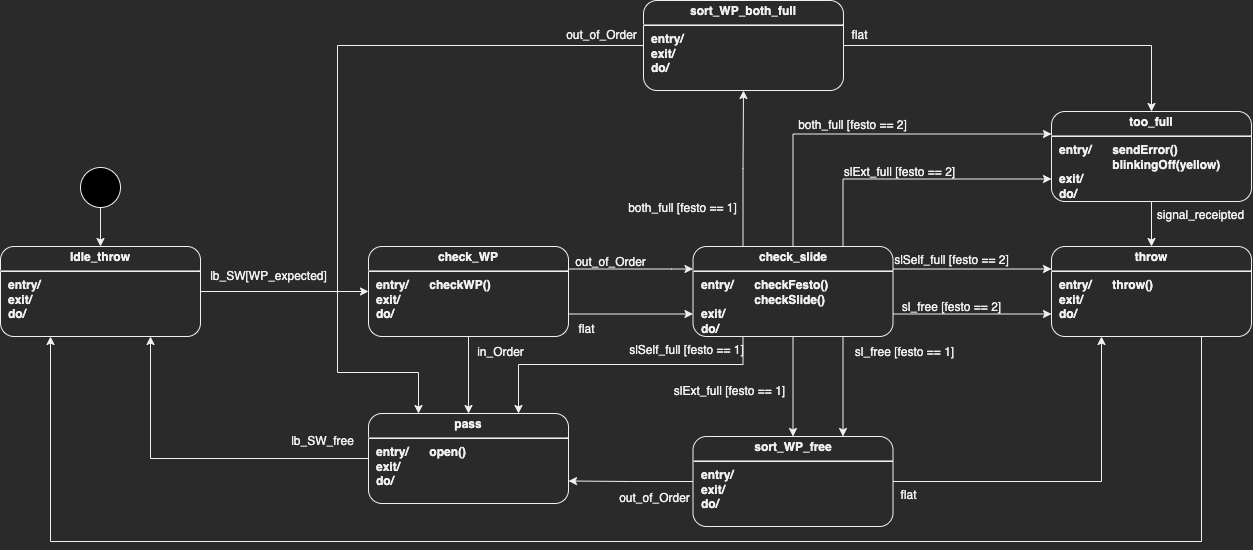 sort_WP_both_full
entry/
exit/
do/
out_of_Order
flat
too_full
entry/ sendError()
blinkingOff(yellow)
exit/
do/
both_full [festo == 2]
slExt_full [festo == 2]
both_full [festo == 1]
signal_receipted
Idle_throw
entry/
exit/
do/
lb_SW[WP_expected]
check_WP
entry/ checkWP()
exit/
do/
out_of_Order
flat
check_slide
entry/ checkFesto()
checkSlide()
exit/
do/
slSelf_full [festo == 2]
sl_free [festo == 2]
throw
entry/ throw()
exit/
do/
in_Order
slSelf_full [festo == 1]
sl_free [festo == 1]
slExt_full [festo == 1]
lb_SW_free
pass
entry/ open()
exit/
do/
sort_WP_free
entry/
exit/
do/
out_of_Order
flat